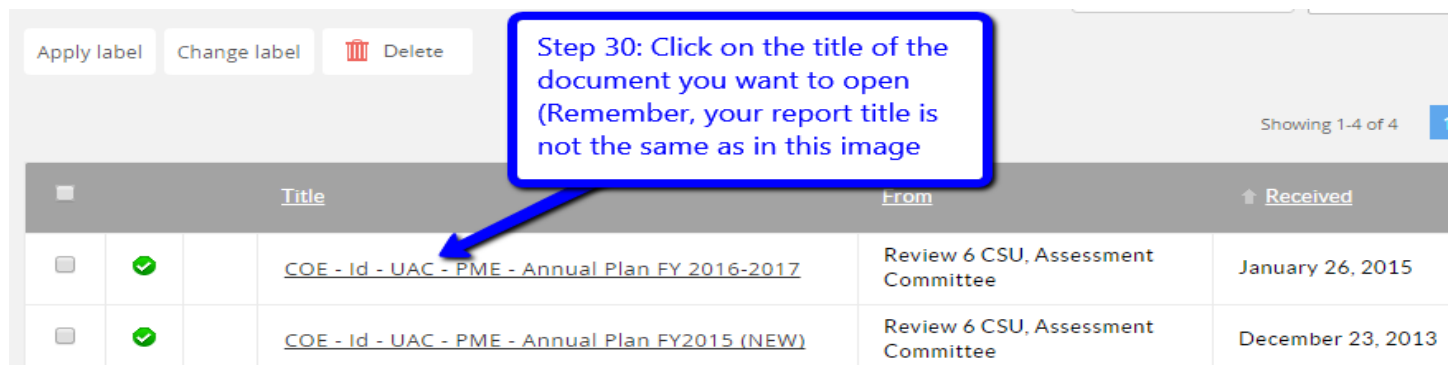 Apply label Change label Delete
Step 30: Click on the title of the
document you want to open
(Remember, your report title is
not the same as in this image
Showing 1-4 of 4
Title From Received
COE - Id - UAC - PME - Annual Plan FY 2016-2017
Review 6 CSU, Assessment
Committee
January 26, 2015
COE - Id - UAC - PME - Annual Plan FY2015 (NEW)
Review 6 CSU, Assessment
Committee
December 23, 2013